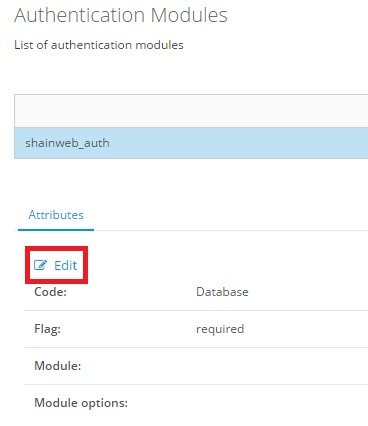 Authentication Modules
List of authentication modules
shainweb_auth
Attributes
Edit
Code: Database
Flag: required
Module:
Module options: